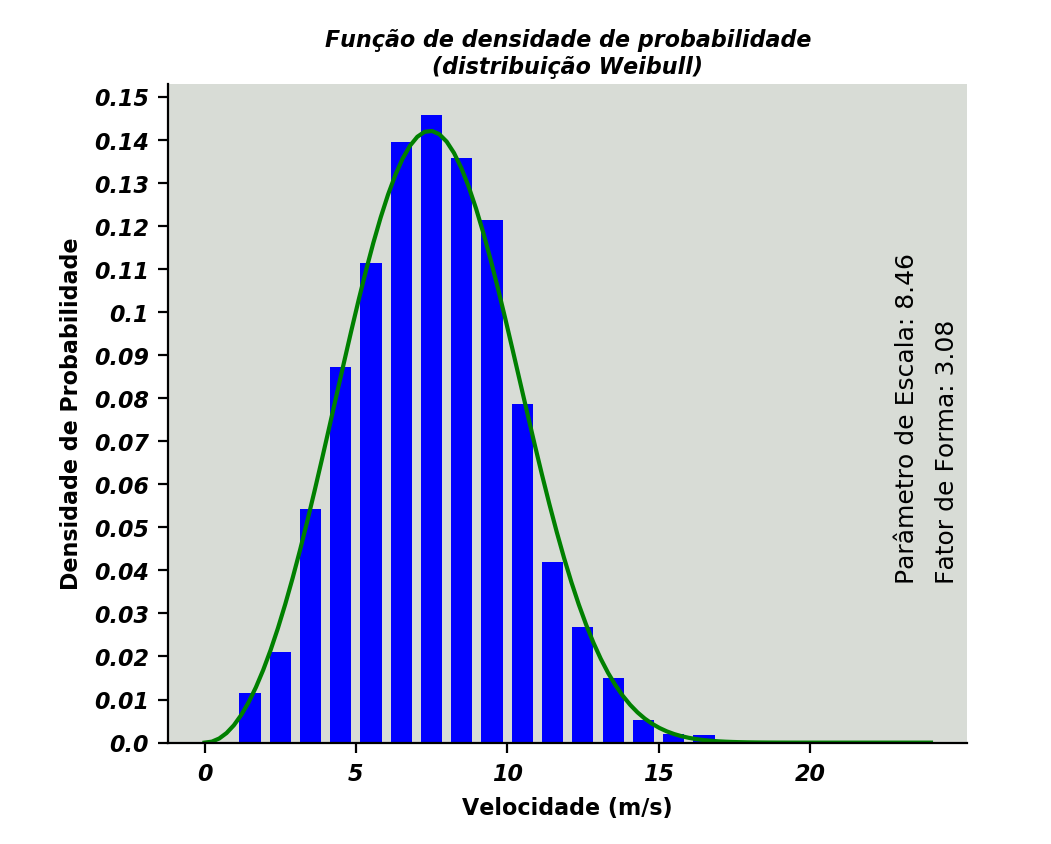 Função de densidade de probabilidade
(distribuição Weibull)
Densidade de Probabilidade
0.15
0.14
0.13
0.12
0.11
0.1
0.09
0.08
0.07
0.06
0.05
0.04
0.03
0.02
0.01
0.0
Parâmetro de Escala: 8.46
Fator de Forma: 3.08
0 5 10 15 20
Velocidade (m/s)